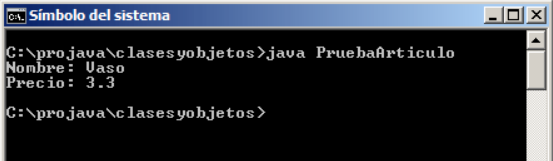 Símbolo del sistema
C:\projava\clasesyobjetos>java PruebaArticulo
Nombre: Vaso
Precio: 3.3
C:\projava\clasesyobjetos>